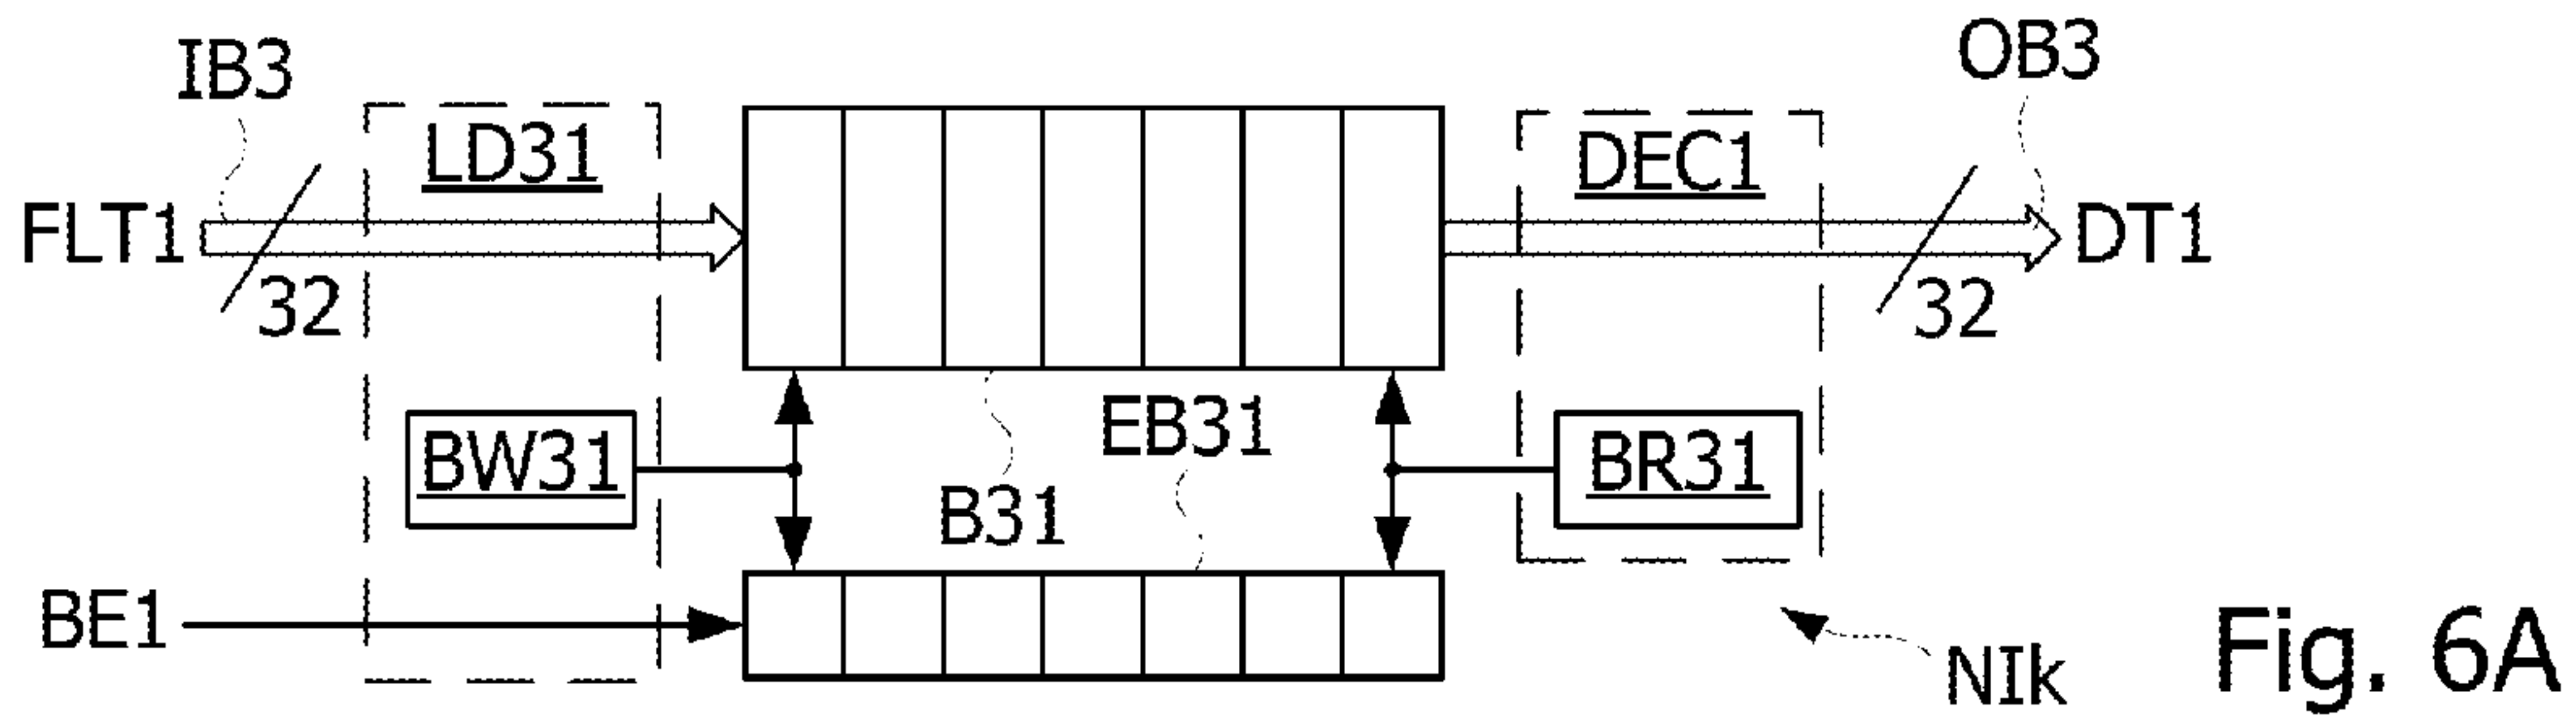 IB3
OB3
LD31
DEC1
FLT1
DT1
32
32
EB31
BW31
BR31
B31
BE1
NIk
Fig. 6A